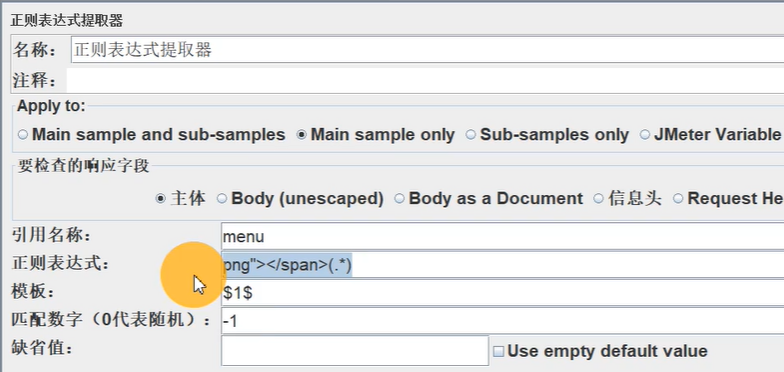 正则表达式提取器
名称： 正则表达式提取器
注释：
Apply to:
Main sample and sub-samples Main sample only Sub-samples only JMeter Variable
要检查的响应字段
主体 Body (unescaped) Body as a Document 信息头 Request He
引用名称： menu
正则表达式： png"></span>(.*)
模板： $1$
匹配数字（0代表随机）： -1
缺省值： Use empty default value